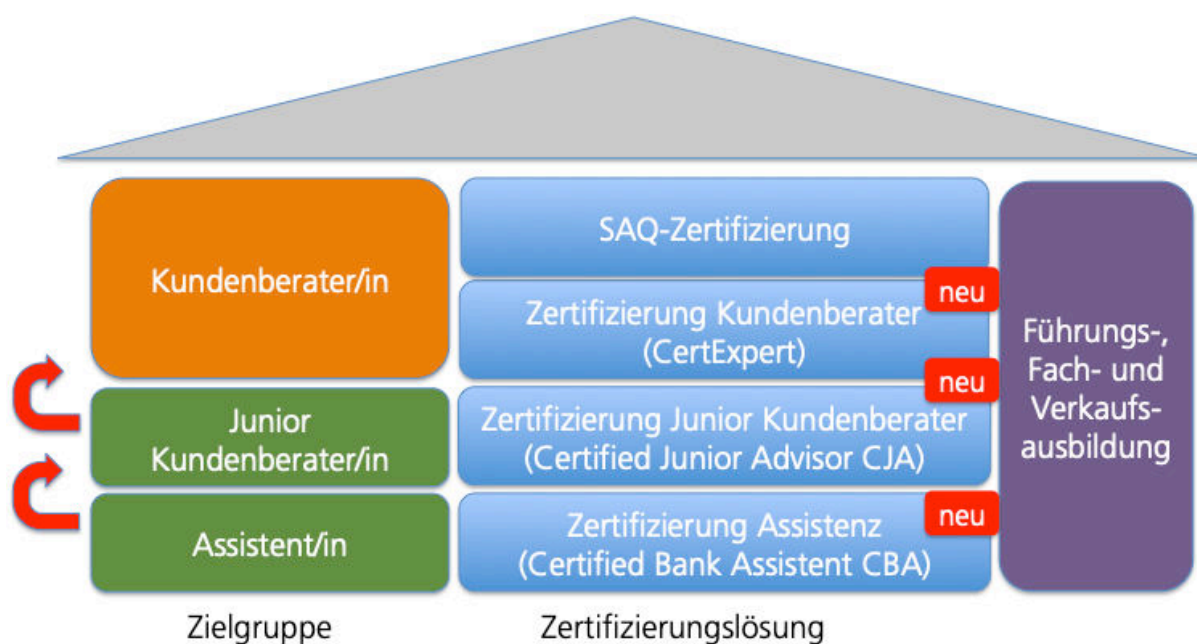 Kundenberater/in
SAQ-Zertifizierung
neu
Zertifizierung Kundenberater
(CertExpert)
neu
Junior
Kundenberater/in
Zertifizierung Junior Kundenberater
(Certified Junior Advisor CJA)
neu
Assistent/in
Zertifizierung Assistenz
(Certified Bank Assistent CBA)
Führungs-,
Fach- und
Verkaufs-
ausbildung
Zielgruppe
Zertifizierungslösung